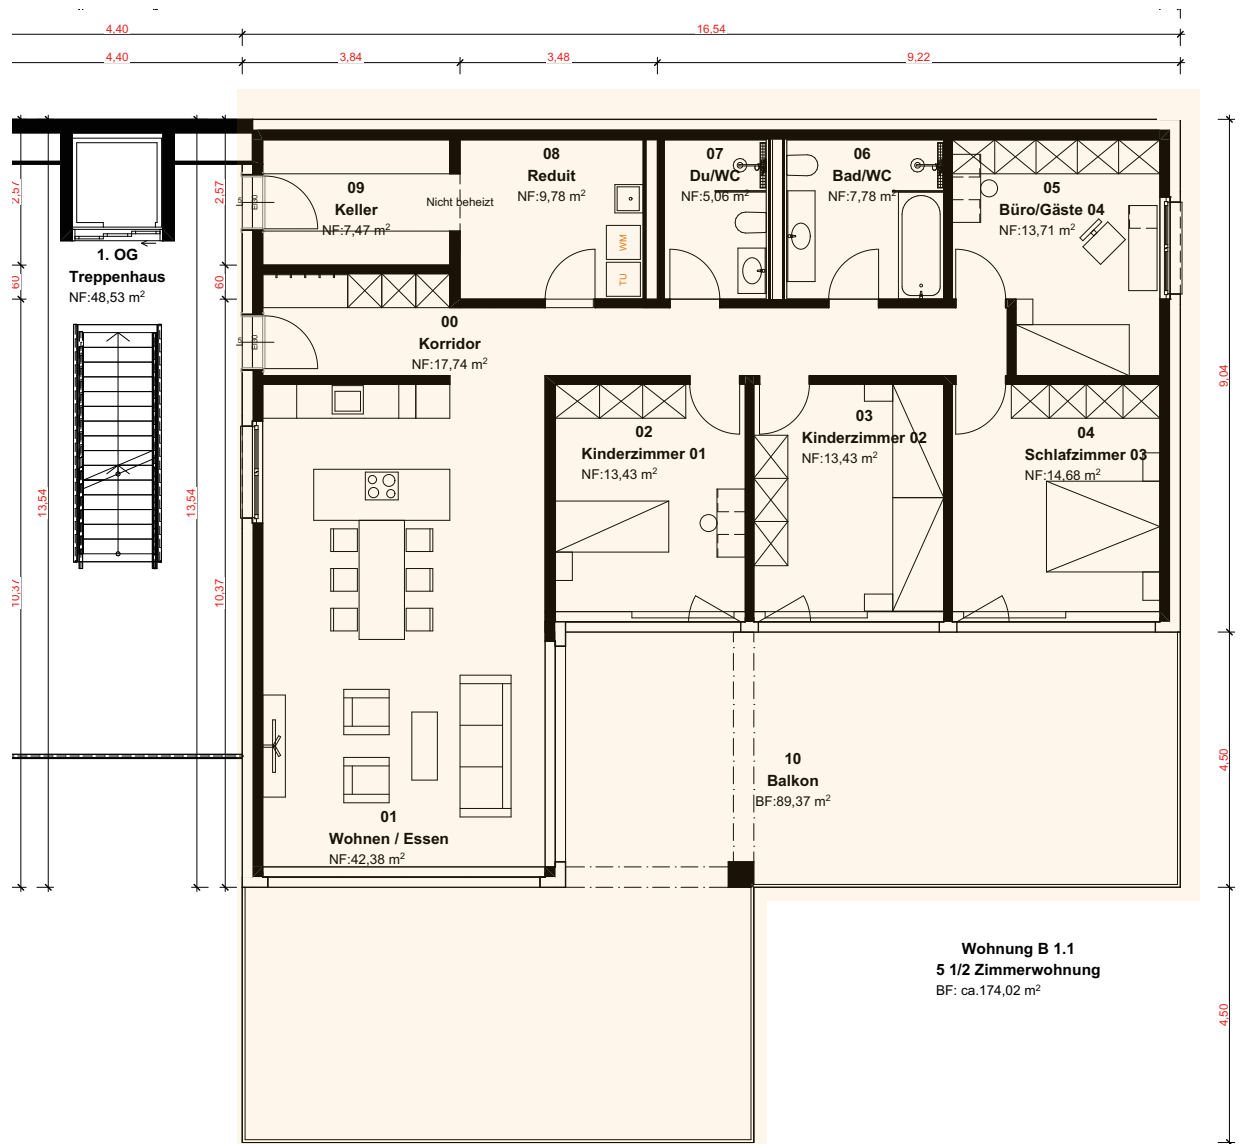 4,40
16,54
4,40
3,84
3,48
9,22
2,57
2,57
60
60
13,54
13,54
10,37
10,37
9,04
4,50
4,50
1. OG
Treppenhaus
NF:48,53 m²
09
Keller
NF:7,47 m²
Nicht beheizt
08
Reduit
NF:9,78 m²
WM
TU
07
Du/WC
NF:5,06 m²
06
Bad/WC
NF:7,78 m²
05
Büro/Gäste 04
NF:13,71 m²
00
Korridor
NF:17,74 m²
EI30
EI30
02
Kinderzimmer 01
NF:13,43 m²
03
Kinderzimmer 02
NF:13,43 m²
04
Schlafzimmer 03
NF:14,68 m²
01
Wohnen / Essen
NF:42,38 m²
10
Balkon
BF:89,37 m²
Wohnung B 1.1
5 1/2 Zimmerwohnung
BF: ca.174,02 m²